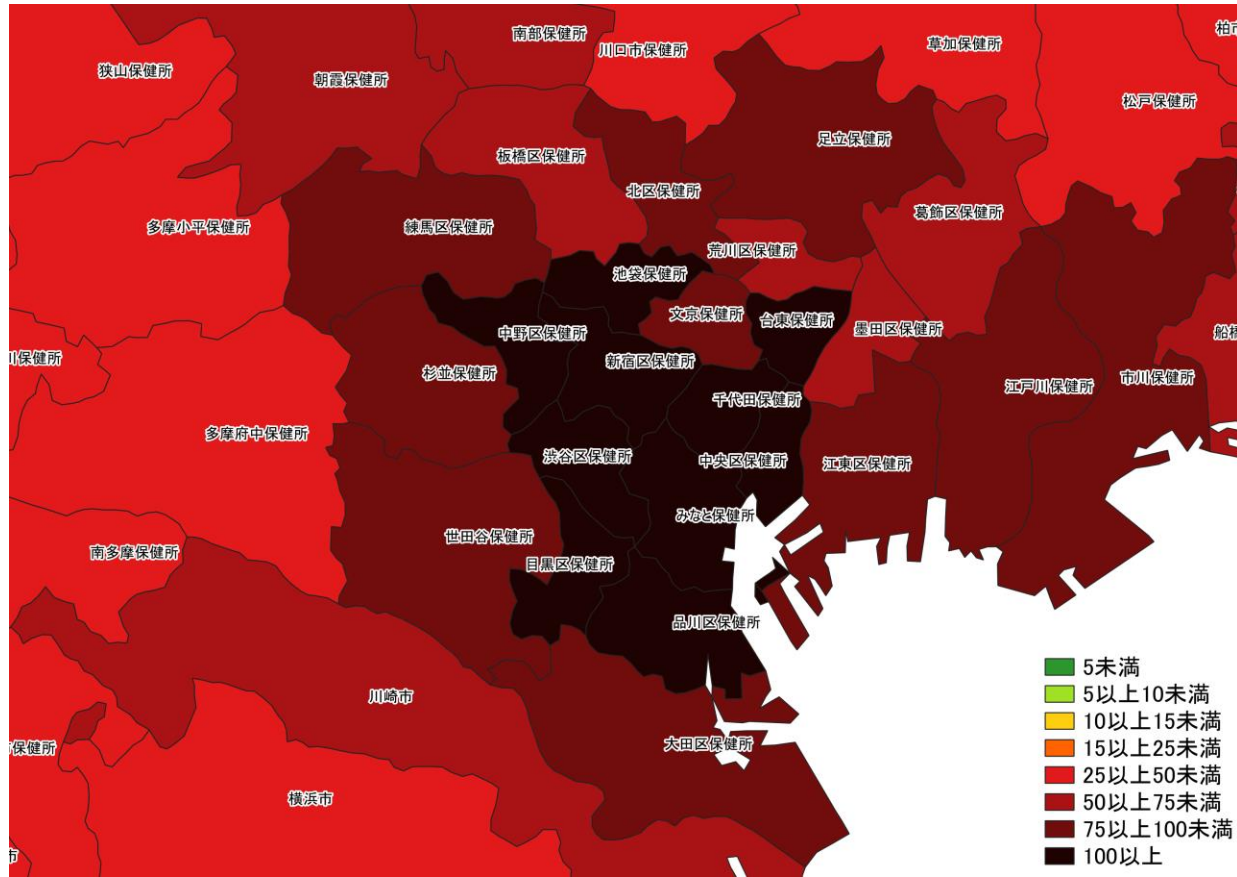 南部保健所
川口市保健所
草加保健所
柏市
狭山保健所
朝霞保健所
松戸保健所
足立保健所
板橋区保健所
北区保健所
葛飾区保健所
多摩小平保健所
練馬区保健所
荒川区保健所
池袋保健所
文京保健所
台東保健所
中野区保健所
墨田区保健所
船橋
川保健所
新宿区保健所
杉並保健所
江戸川保健所
市川保健所
千代田保健所
多摩府中保健所
渋谷区保健所
中央区保健所
江東区保健所
みなと保健所
世田谷保健所
南多摩保健所
目黒区保健所
品川区保健所
川崎市
大田区保健所
保健所
横浜市
市
5未満
5以上10未満
10以上15未満
15以上25未満
25以上50未満
50以上75未満
75以上100未満
100以上